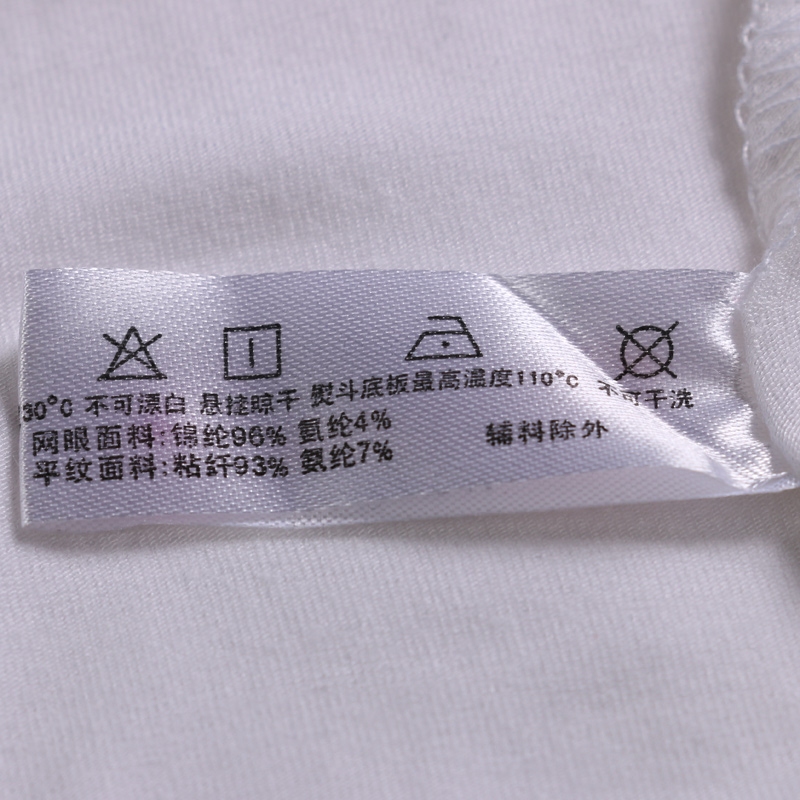 30°C 不可漂白 悬挂晾干 熨斗底板最高温度110°C 不可干洗
网眼面料:锦纶96% 氨纶4%
辅料除外
平纹面料:粘纤93% 氨纶7%